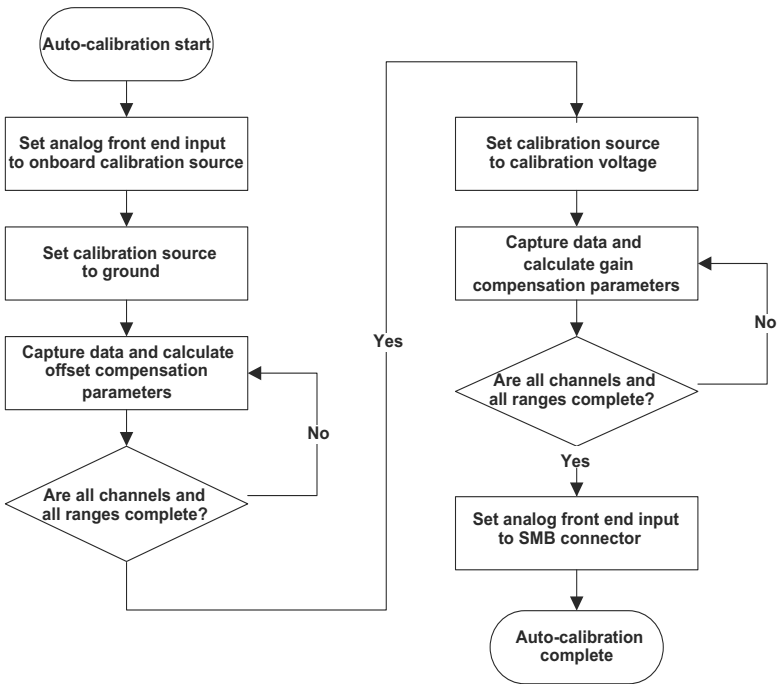 Auto-calibration start
Set analog front end input
to onboard calibration source
Set calibration source
to ground
Capture data and calculate
offset compensation
parameters
No
Are all channels and
all ranges complete?
Yes
Set calibration source
to calibration voltage
Capture data and
calculate gain
compensation parameters
No
Are all channels and
all ranges complete?
Yes
Set analog front end input
to SMB connector
Auto-calibration
complete